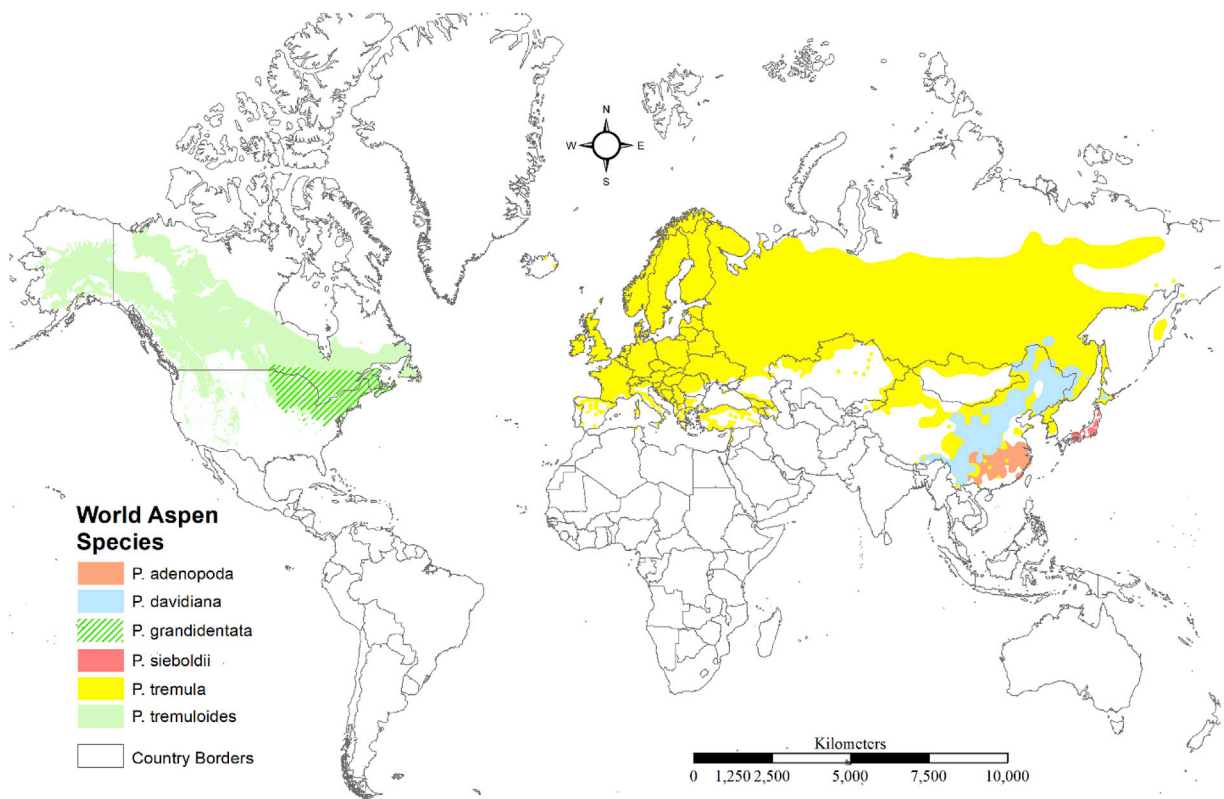 N
W E
S
World Aspen
Species
P. adenopoda
P. davidiana
P. grandidentata
P. sieboldii
P. tremula
P. tremuloides
Country Borders
Kilometers
0 1,250 2,500 5,000 7,500 10,000